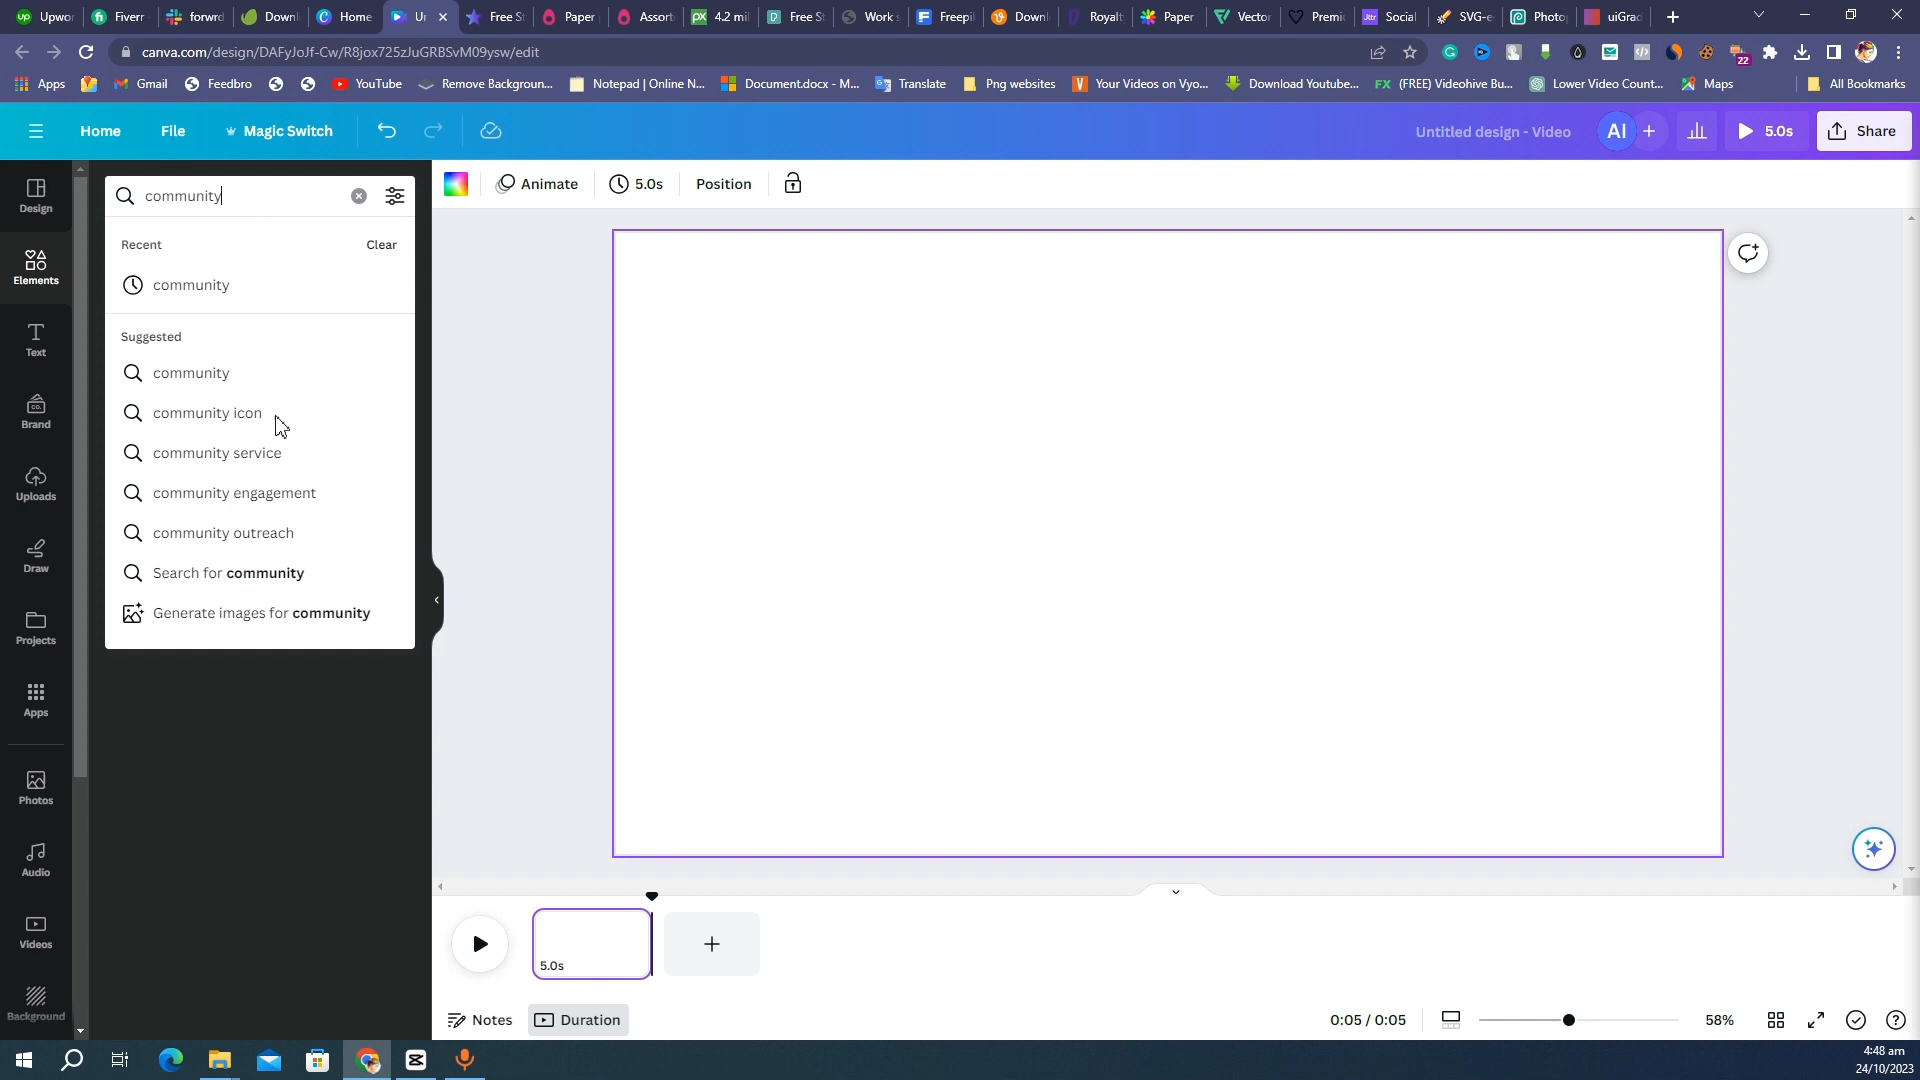 Upwor
Fiverr
forwrd
Downl
Home
Un
Free St
Paper
Assort
4.2 mil
Free St
Work s
Freepi
Downl
Royalt
Paper
Vector
Premi
Social
SVG-e
Photo
uiGrad
canva.com/design/DAFyJoJf-Cw/R8jox725zJuGRBSvM09ysw/edit
22
Apps
Gmail
Feedbro
YouTube
Remove Backgroun...
Notepad | Online N...
Document.docx - M...
Translate
Png websites
Your Videos on Vyo...
Download Youtube...
FX (FREE) Videohive Bu...
Lower Video Count...
Maps
All Bookmarks
Home
File
Magic Switch
Untitled design - Video
AI
5.0s
Share
Design
Elements
Text
Brand
Uploads
Draw
Projects
Apps
Photos
Audio
Videos
Background
community
Recent
Clear
community
Suggested
community
community icon
community service
community engagement
community outreach
Search for community
Generate images for community
Animate
5.0s
Position
5.0s
Notes
Duration
0:05 / 0:05
58%
4:48 am
24/10/2023